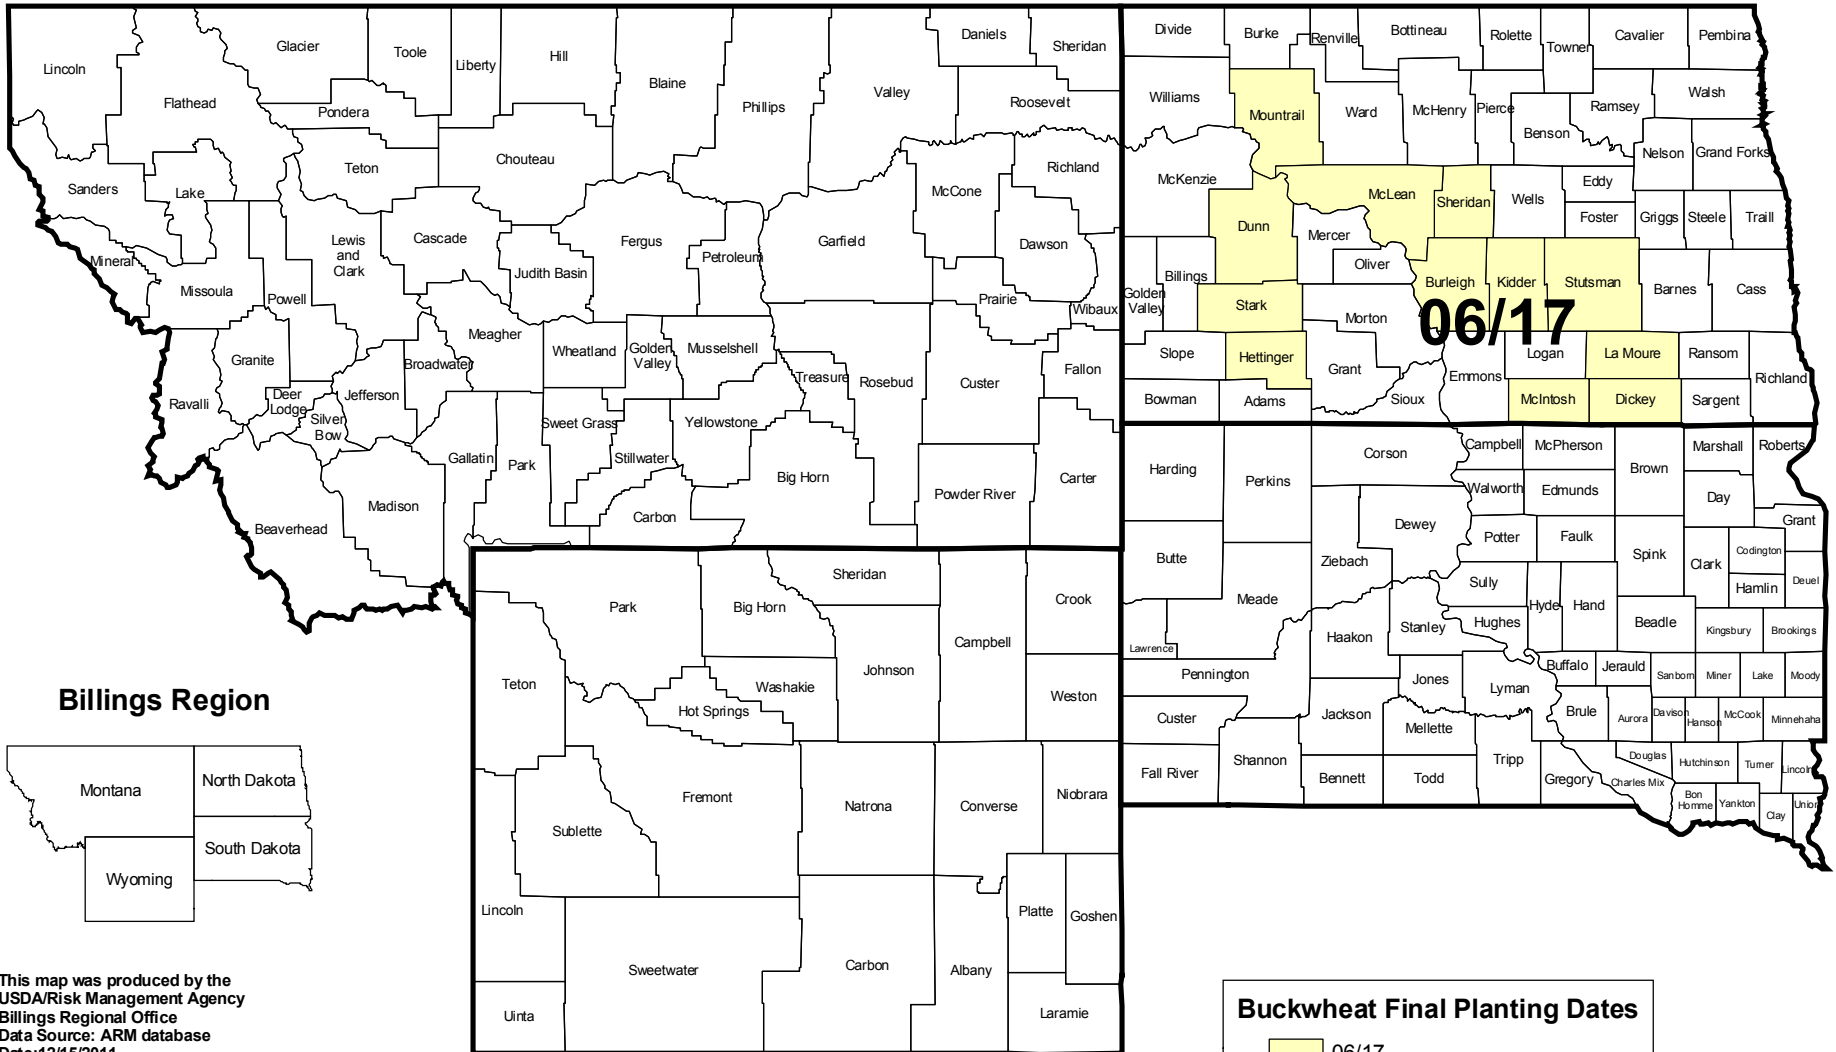 Lincoln
Flathead
Glacier
Toole
Liberty
Hill
Blaine
Phillips
Valley
Daniels
Sheridan
Roosevelt
Pondera
Teton
Chouteau
Sanders
Lake
McCone
Richland
Lewis
and
Clark
Cascade
Judith Basin
Fergus
Petroleum
Garfield
Dawson
Mineral
Missoula
Powell
Meagher
Prairie
Wibaux
Granite
Broadwater
Wheatland
Golden
Valley
Musselshell
Treasure
Rosebud
Custer
Fallon
Ravalli
Deer
Lodge
Silver
Bow
Jefferson
Sweet Grass
Yellowstone
Gallatin
Park
Stillwater
Big Horn
Powder River
Carter
Madison
Carbon
Beaverhead
Divide
Burke
Renville
Bottineau
Rolette
Towner
Cavalier
Pembina
Williams
Mountrail
Ward
McHenry
Pierce
Benson
Ramsey
Walsh
Nelson
Grand Forks
McKenzie
McLean
Sheridan
Wells
Eddy
Foster
Griggs
Steele
Traill
Dunn
Mercer
Oliver
Billings
Golden
Valley
Stark
Burleigh
Kidder
Stutsman
Barnes
Cass
06/17
Morton
Slope
Hettinger
Grant
Logan
La Moure
Ransom
Emmons
Richland
Bowman
Adams
Sioux
McIntosh
Dickey
Sargent
Harding
Perkins
Corson
Campbell
McPherson
Brown
Marshall
Roberts
Walworth
Edmunds
Day
Dewey
Grant
Butte
Ziebach
Potter
Faulk
Spink
Clark
Codington
Hamlin
Deuel
Meade
Sully
Hyde
Hand
Haakon
Stanley
Hughes
Beadle
Kingsbury
Brookings
Lawrence
Pennington
Jones
Lyman
Buffalo
Jerauld
Sanborn
Miner
Lake
Moody
Custer
Jackson
Mellette
Brule
Aurora
Davison
Hanson
McCook
Minnehaha
Fall River
Shannon
Bennett
Todd
Tripp
Gregory
Douglas
Charles Mix
Hutchinson
Turner
Lincoln
Bon
Homme
Yankton
Clay
Union
Park
Big Horn
Sheridan
Crook
Campbell
Johnson
Teton
Washakie
Hot Springs
Weston
Fremont
Natrona
Converse
Niobrara
Sublette
Lincoln
Platte
Goshen
Sweetwater
Carbon
Albany
Uinta
Laramie
Billings Region
Montana
North Dakota
South Dakota
Wyoming
This map was produced by the
USDA/Risk Management Agency
Billings Regional Office
Data Source: ARM database
Date:12/15/2011
Buckwheat Final Planting Dates
06/17